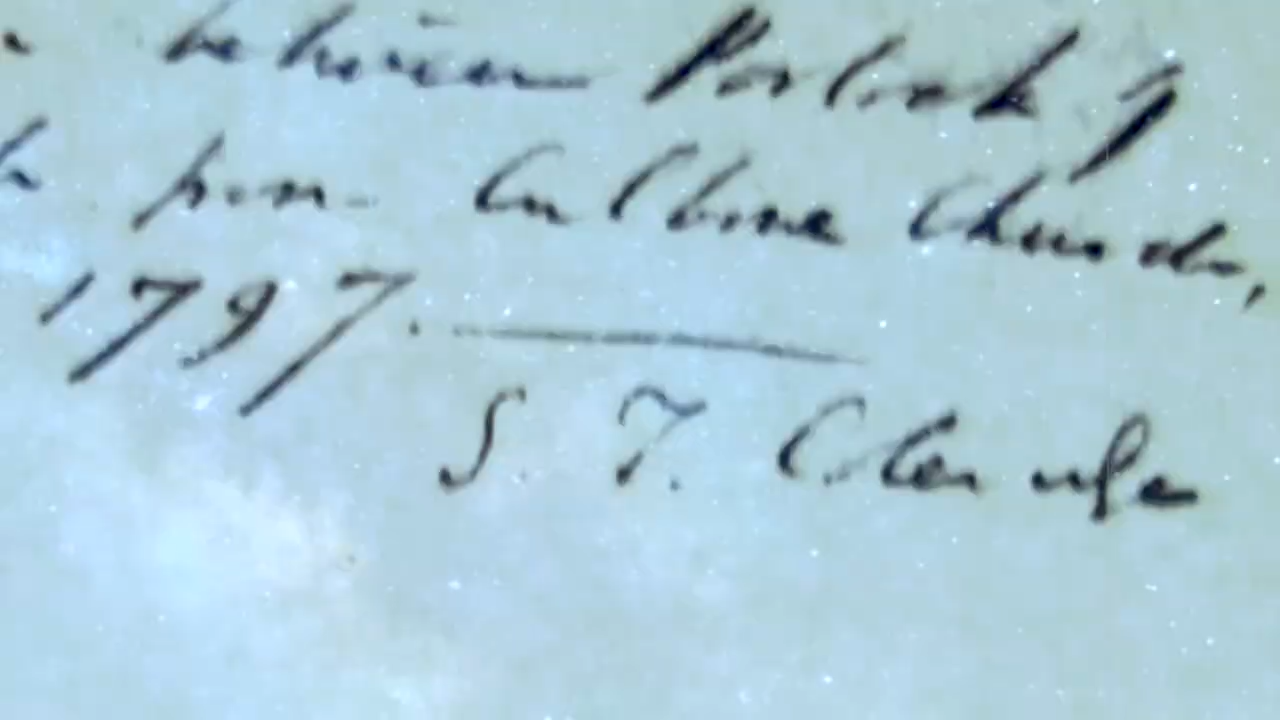 between Porlock &
from Culbone Church,
1797.
S. T. Coleridge